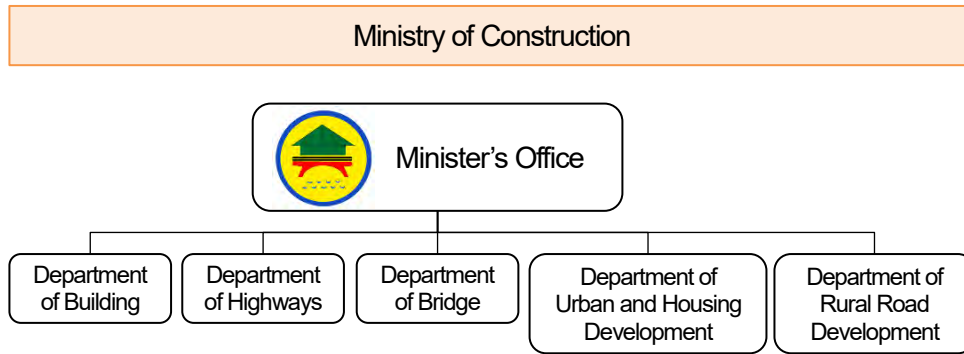 Ministry of Construction
Minister’s Office
Department
of Building
Department
of Highways
Department
of Bridge
Department of
Urban and Housing
Development
Department of
Rural Road
Development